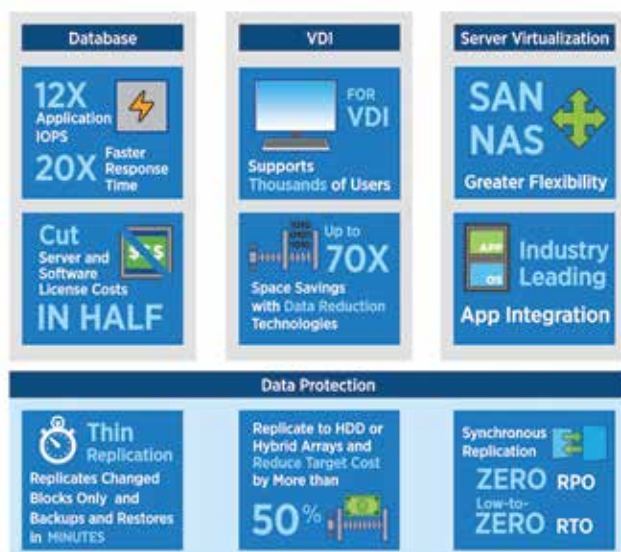 Database
12X
Application
IOPS
20X
Faster
Response
Time
Cut
Server and
Software
License Costs
IN HALF
$$$
VDI
FOR
VDI
Supports
Thousands of Users
Up to
70X
Space Savings
with Data Reduction
Technologies
Server Virtualization
SAN
NAS
Greater Flexibility
APP
OS
Industry
Leading
App Integration
Data Protection
Thin
Replication
Replicates Changed
Blocks Only and
Backups and Restores
in MINUTES
Replicate to HDD or
Hybrid Arrays and
Reduce Target Cost
by More than
50%
Synchronous
Replication
ZERO RPO
Low-to-
ZERO RTO